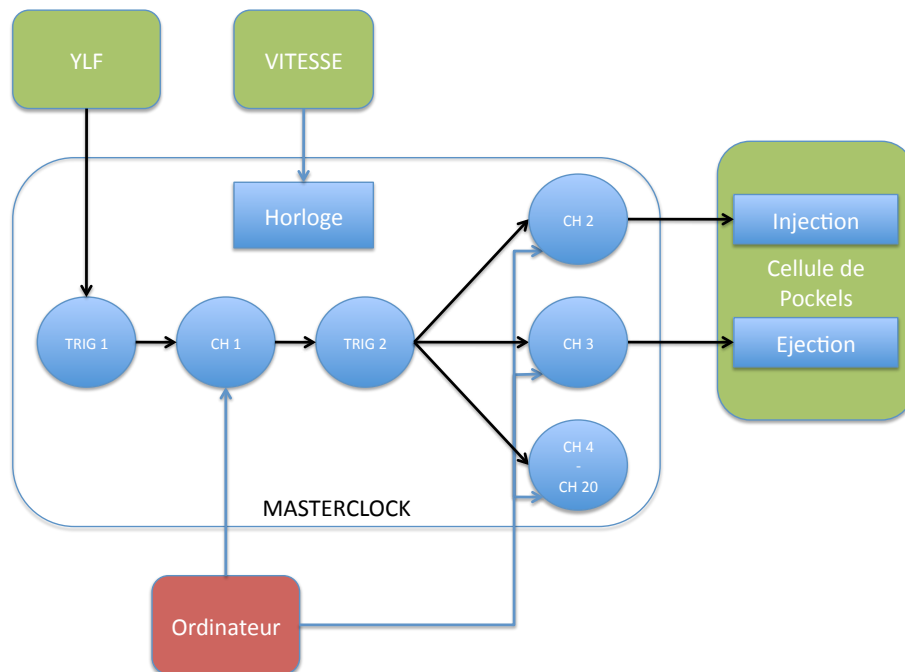 YLF
VITESSE
Horloge
CH 2
Injection
Cellule de
Pockels
TRIG 1
CH 1
TRIG 2
CH 3
Ejection
CH 4
-
CH 20
MASTERCLOCK
Ordinateur